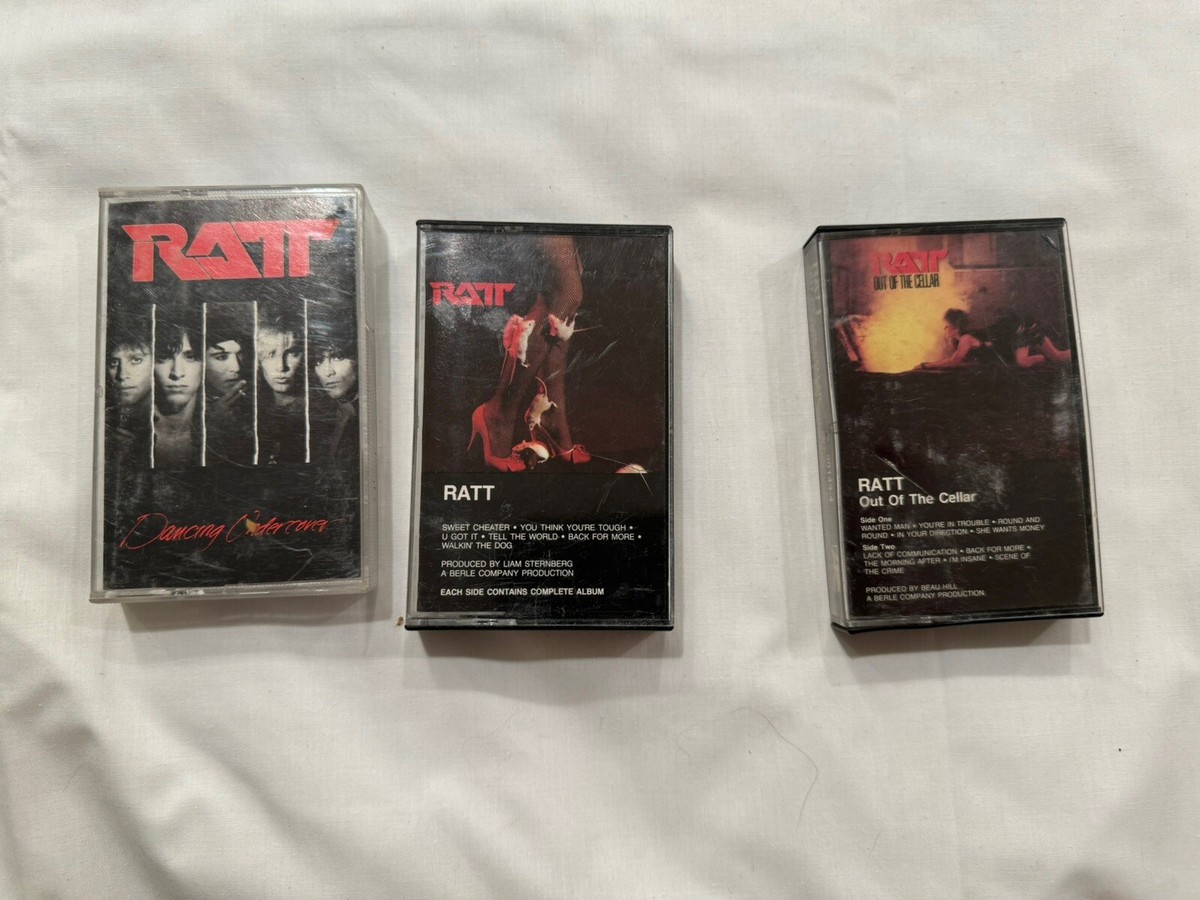 RATT
Dancing Undercover
RATT
RATT
SWEET CHEATER • YOU THINK YOU'RE TOUGH •
U GOT IT • TELL THE WORLD • BACK FOR MORE •
WALKIN' THE DOG
PRODUCED BY LIAM STERNBERG
A BERLE COMPANY PRODUCTION
EACH SIDE CONTAINS COMPLETE ALBUM
RATT
OUT OF THE CELLAR
RATT
Out Of The Cellar
Side One
WANTED MAN • YOU'RE IN TROUBLE • ROUND AND
ROUND • IN YOUR DIRECTION • SHE WANTS MONEY
Side Two
LACK OF COMMUNICATION • BACK FOR MORE •
THE MORNING AFTER • I'M INSANE • SCENE OF
THE CRIME
PRODUCED BY BEAU HILL
A BERLE COMPANY PRODUCTION